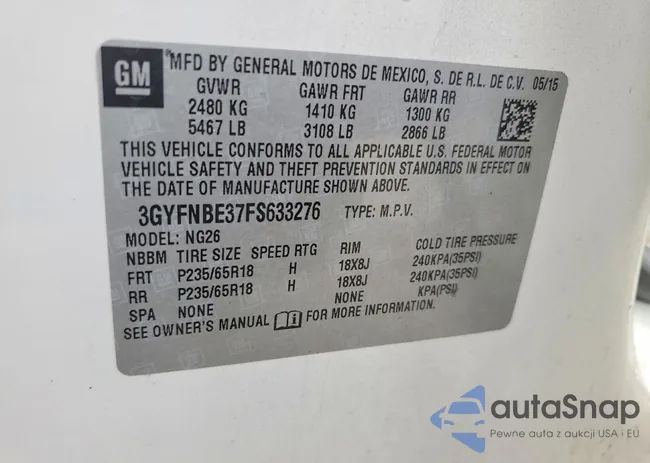 GM
MFD BY GENERAL MOTORS DE MEXICO, S. DE R.L. DE C.V. 05/15
GVWR GAWR FRT GAWR RR
2480 KG 1410 KG 1300 KG
5467 LB 3108 LB 2866 LB
THIS VEHICLE CONFORMS TO ALL APPLICABLE U.S. FEDERAL MOTOR
VEHICLE SAFETY AND THEFT PREVENTION STANDARDS IN EFFECT ON
THE DATE OF MANUFACTURE SHOWN ABOVE.
3GYFNBE37FS633276 TYPE: M.P.V.
MODEL: NG26
NBBM TIRE SIZE SPEED RTG RIM COLD TIRE PRESSURE
FRT P235/65R18 H 18X8J 240KPA(35PSI)
RR P235/65R18 H 18X8J 240KPA(35PSI)
SPA NONE NONE KPA(PSI)
SEE OWNER'S MANUAL FOR MORE INFORMATION.
autaSnap
Pewne auta z aukcji USA i EU